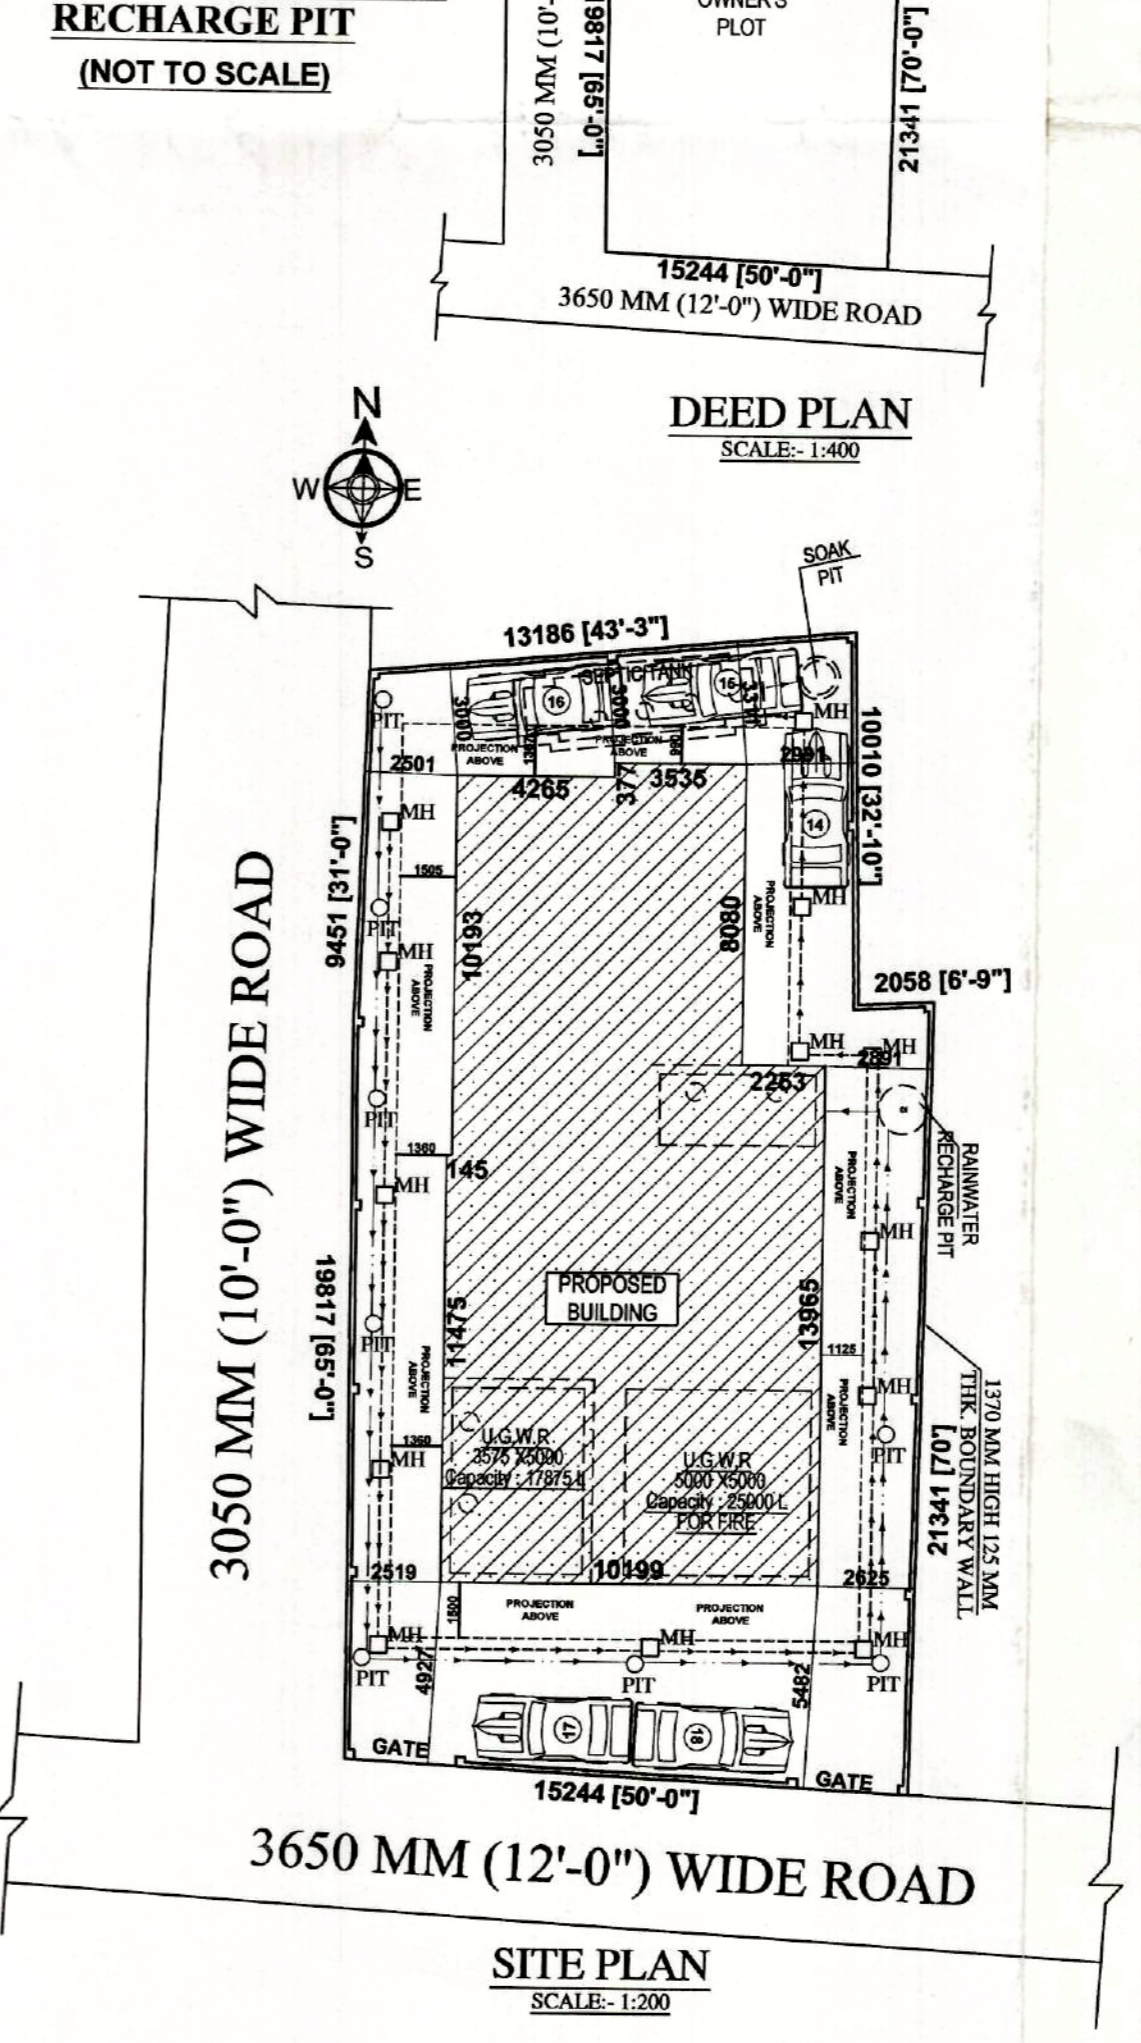 RECHARGE PIT
(NOT TO SCALE)
OWNER'S
PLOT
3050 MM (10'-
19817 [65'-0"]
21341 [70'-0"]
15244 [50'-0"]
3650 MM (12'-0") WIDE ROAD
DEED PLAN
SCALE:- 1:400
N
W
E
S
SOAK
PIT
13186 [43'-3"]
SEPTIC TANK
16
15
3000
3000
PIT
MH
PROJECTION
ABOVE
PROJECTION
ABOVE
990
2501
4265
377
3535
2991
10010 [32'-10"]
14
MH
MH
1505
9451 [31'-0"]
PIT
MH
10193
8080
PROJECTION
ABOVE
PROJECTION
ABOVE
2058 [6'-9"]
MH
MH
2891
2253
PIT
RAINWATER
RECHARGE PIT
1360
145
MH
PROJECTION
ABOVE
MH
3050 MM (10'-0") WIDE ROAD
19817 [65'-0"]
PIT
PROPOSED
BUILDING
11475
13965
PROJECTION
ABOVE
1125
PROJECTION
ABOVE
MH
PIT
1370 MM HIGH 125 MM
THK. BOUNDARY WALL
21341 [70']
1360
MH
U.G.W.R
3575 X5000
Capacity : 17875 
U.G.W.R
5000 X5000
Capacity : 25000 L
FOR FIRE
2519
10199
2625
1500
PROJECTION
ABOVE
PROJECTION
ABOVE
MH
MH
MH
PIT
PIT
PIT
4927
5482
17
18
GATE
GATE
15244 [50'-0"]
3650 MM (12'-0") WIDE ROAD
SITE PLAN
SCALE:- 1:200